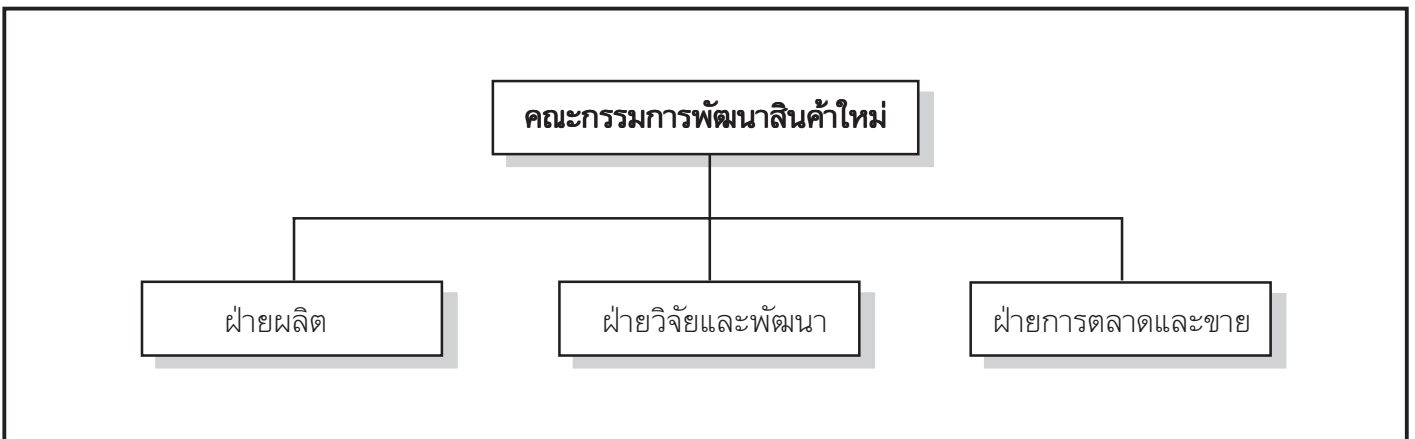 คณะกรรมการพัฒนาสินค้าใหม่
ฝ่ายผลิต
ฝ่ายวิจัยและพัฒนา
ฝ่ายการตลาดและขาย